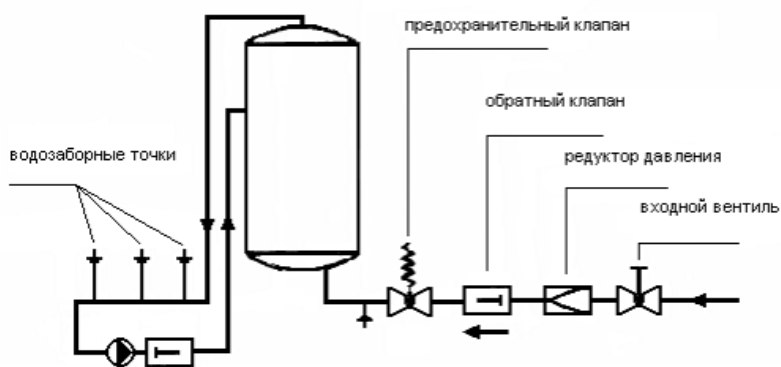 предохранительный клапан
обратный клапан
водозаборные точки
редуктор давления
входной вентиль